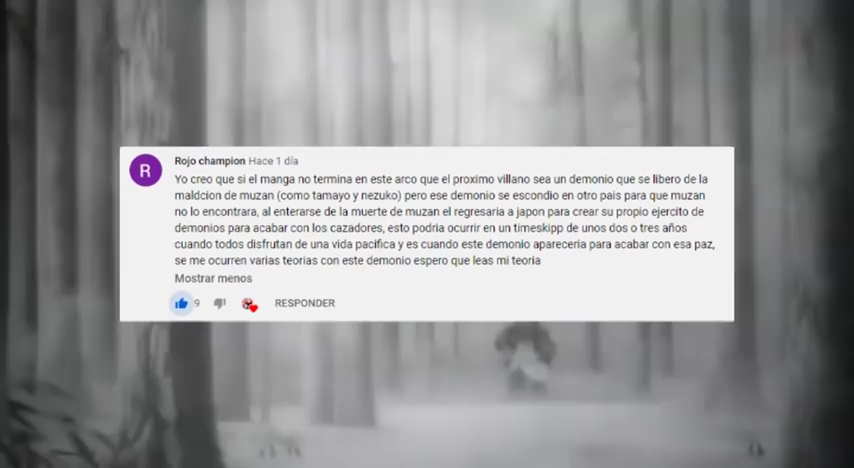 R
Rojo champion Hace 1 día
Yo creo que si el manga no termina en este arco que el proximo villano sea un demonio que se libero de la
maldcion de muzan (como tamayo y nezuko) pero ese demonio se escondio en otro pais para que muzan
no lo encontrara, al enterarse de la muerte de muzan el regresaria a japon para crear su propio ejercito de
demonios para acabar con los cazadores, esto podria ocurrir en un timeskipp de unos dos o tres años
cuando todos disfrutan de una vida pacifica y es cuando este demonio apareceria para acabar con esa paz,
se me ocurren varias teorias con este demonio espero que leas mi teoria
Mostrar menos
9 RESPONDER